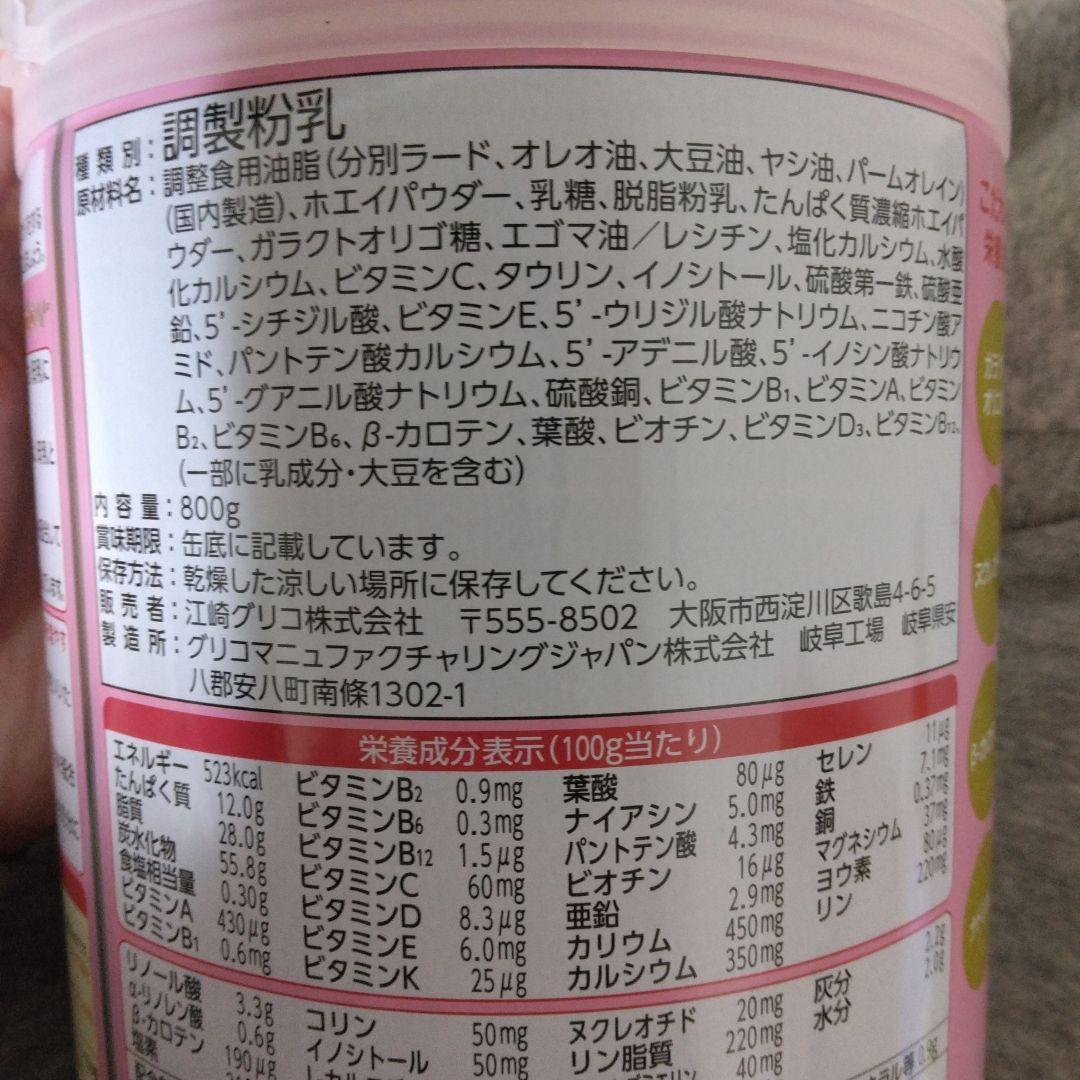 種類別：調製粉乳
原材料名：調整食用油脂（分別ラード、オレオ油、大豆油、ヤシ油、パームオレイン）
（国内製造）、ホエイパウダー、乳糖、脱脂粉乳、たんぱく質濃縮ホエイパ
ウダー、ガラクトオリゴ糖、エゴマ油／レシチン、塩化カルシウム、水酸
化カルシウム、ビタミンC、タウリン、イノシトール、硫酸第一鉄、硫酸亜
鉛、5’-シチジル酸、ビタミンE、5’-ウリジル酸ナトリウム、ニコチン酸ア
ミド、パントテン酸カルシウム、5’-アデニル酸、5’-イノシン酸ナトリウ
ム、5’-グアニル酸ナトリウム、硫酸銅、ビタミンB₁、ビタミンA、ビタミン
B₂、ビタミンB₆、β-カロテン、葉酸、ビオチン、ビタミンD₃、ビタミンB₁₂、
（一部に乳成分・大豆を含む）
内容量：800g
賞味期限：缶底に記載しています。
保存方法：乾燥した涼しい場所に保存してください。
販売者：江崎グリコ株式会社 〒555-8502 大阪市西淀川区歌島4-6-5
製造所：グリコマニュファクチャリングジャパン株式会社 岐阜工場 岐阜県安
八郡安八町南條1302-1
栄養成分表示（100g当たり）
エネルギー 523kcal ビタミンB₂ 0.9mg 葉酸 80μg セレン 11μg
たんぱく質 12.0g ビタミンB₆ 0.3mg ナイアシン 5.0mg 鉄 7.1mg
脂質 28.0g ビタミンB₁₂ 1.5μg パントテン酸 4.3mg 銅 0.37mg
炭水化物 55.8g ビタミンC 60mg ビオチン 16μg マグネシウム 37mg
食塩相当量 0.30g ビタミンD 8.3μg 亜鉛 2.9mg ヨウ素 80μg
ビタミンA 430μg ビタミンE 6.0mg カリウム 450mg リン 220mg
ビタミンB₁ 0.6mg ビタミンK 25μg カルシウム 350mg
リノール酸 3.3g コリン 50mg ヌクレオチド 20mg 灰分 2.2g
α-リノレン酸 0.6g イノシトール 50mg リン脂質 220mg 水分 2.0g
β-カロテン 190μg 40mg
塩素